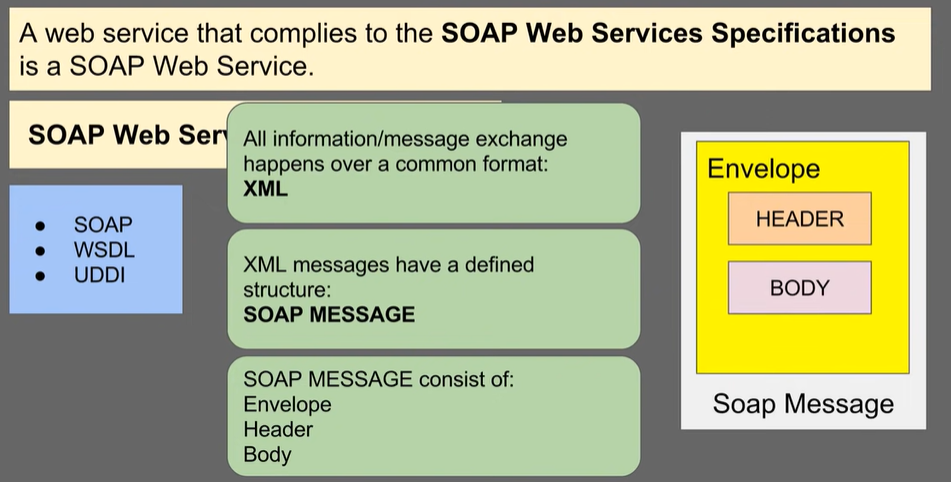 A web service that complies to the SOAP Web Services Specifications
is a SOAP Web Service.
SOAP Web
All information/message exchange
happens over a common format:
XML
SOAP
WSDL
UDDI
XML messages have a defined
structure:
SOAP MESSAGE
SOAP MESSAGE consist of:
Envelope
Header
Body
Envelope
HEADER
BODY
Soap Message